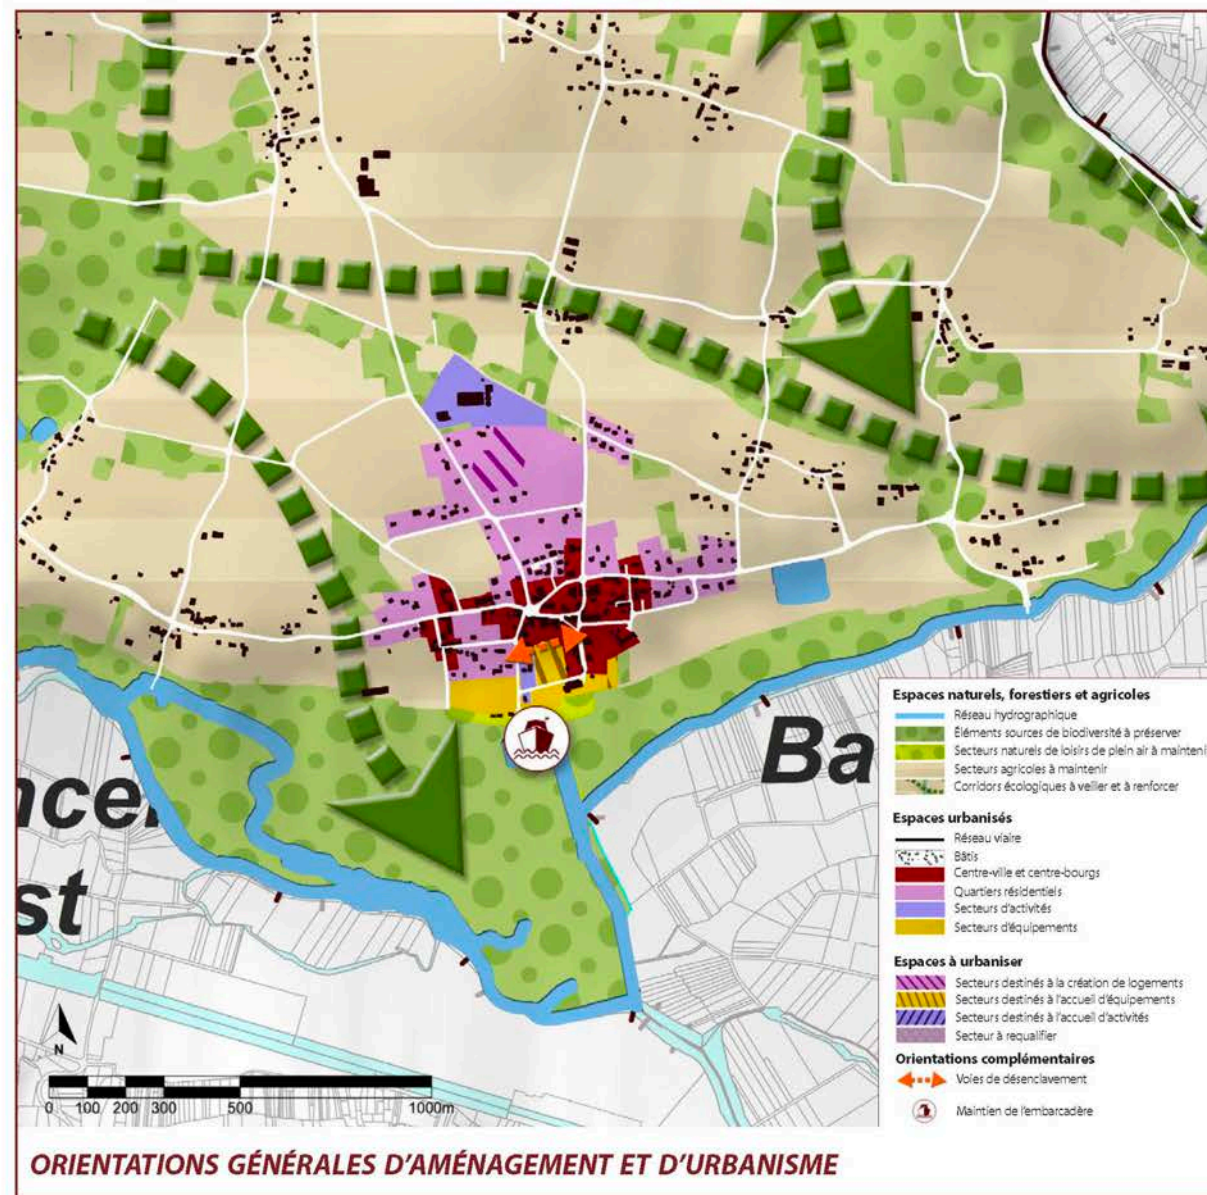 ncel
st
Ba
N
0 100 200 300 500 1000m
Espaces naturels, forestiers et agricoles
Réseau hydrographique
Éléments sources de biodiversité à préserver
Secteurs naturels de loisirs de plein air à maintenir
Secteurs agricoles à maintenir
Corridors écologiques à veiller et à renforcer
Espaces urbanisés
Réseau viaire
Bâtis
Centre-ville et centre-bourgs
Quartiers résidentiels
Secteurs d'activités
Secteurs d'équipements
Espaces à urbaniser
Secteurs destinés à la création de logements
Secteurs destinés à l'accueil d'équipements
Secteurs destinés à l'accueil d'activités
Secteur à requalifier
Orientations complémentaires
Voies de désenclavement
Maintien de l'embarcadère
ORIENTATIONS GÉNÉRALES D'AMÉNAGEMENT ET D'URBANISME